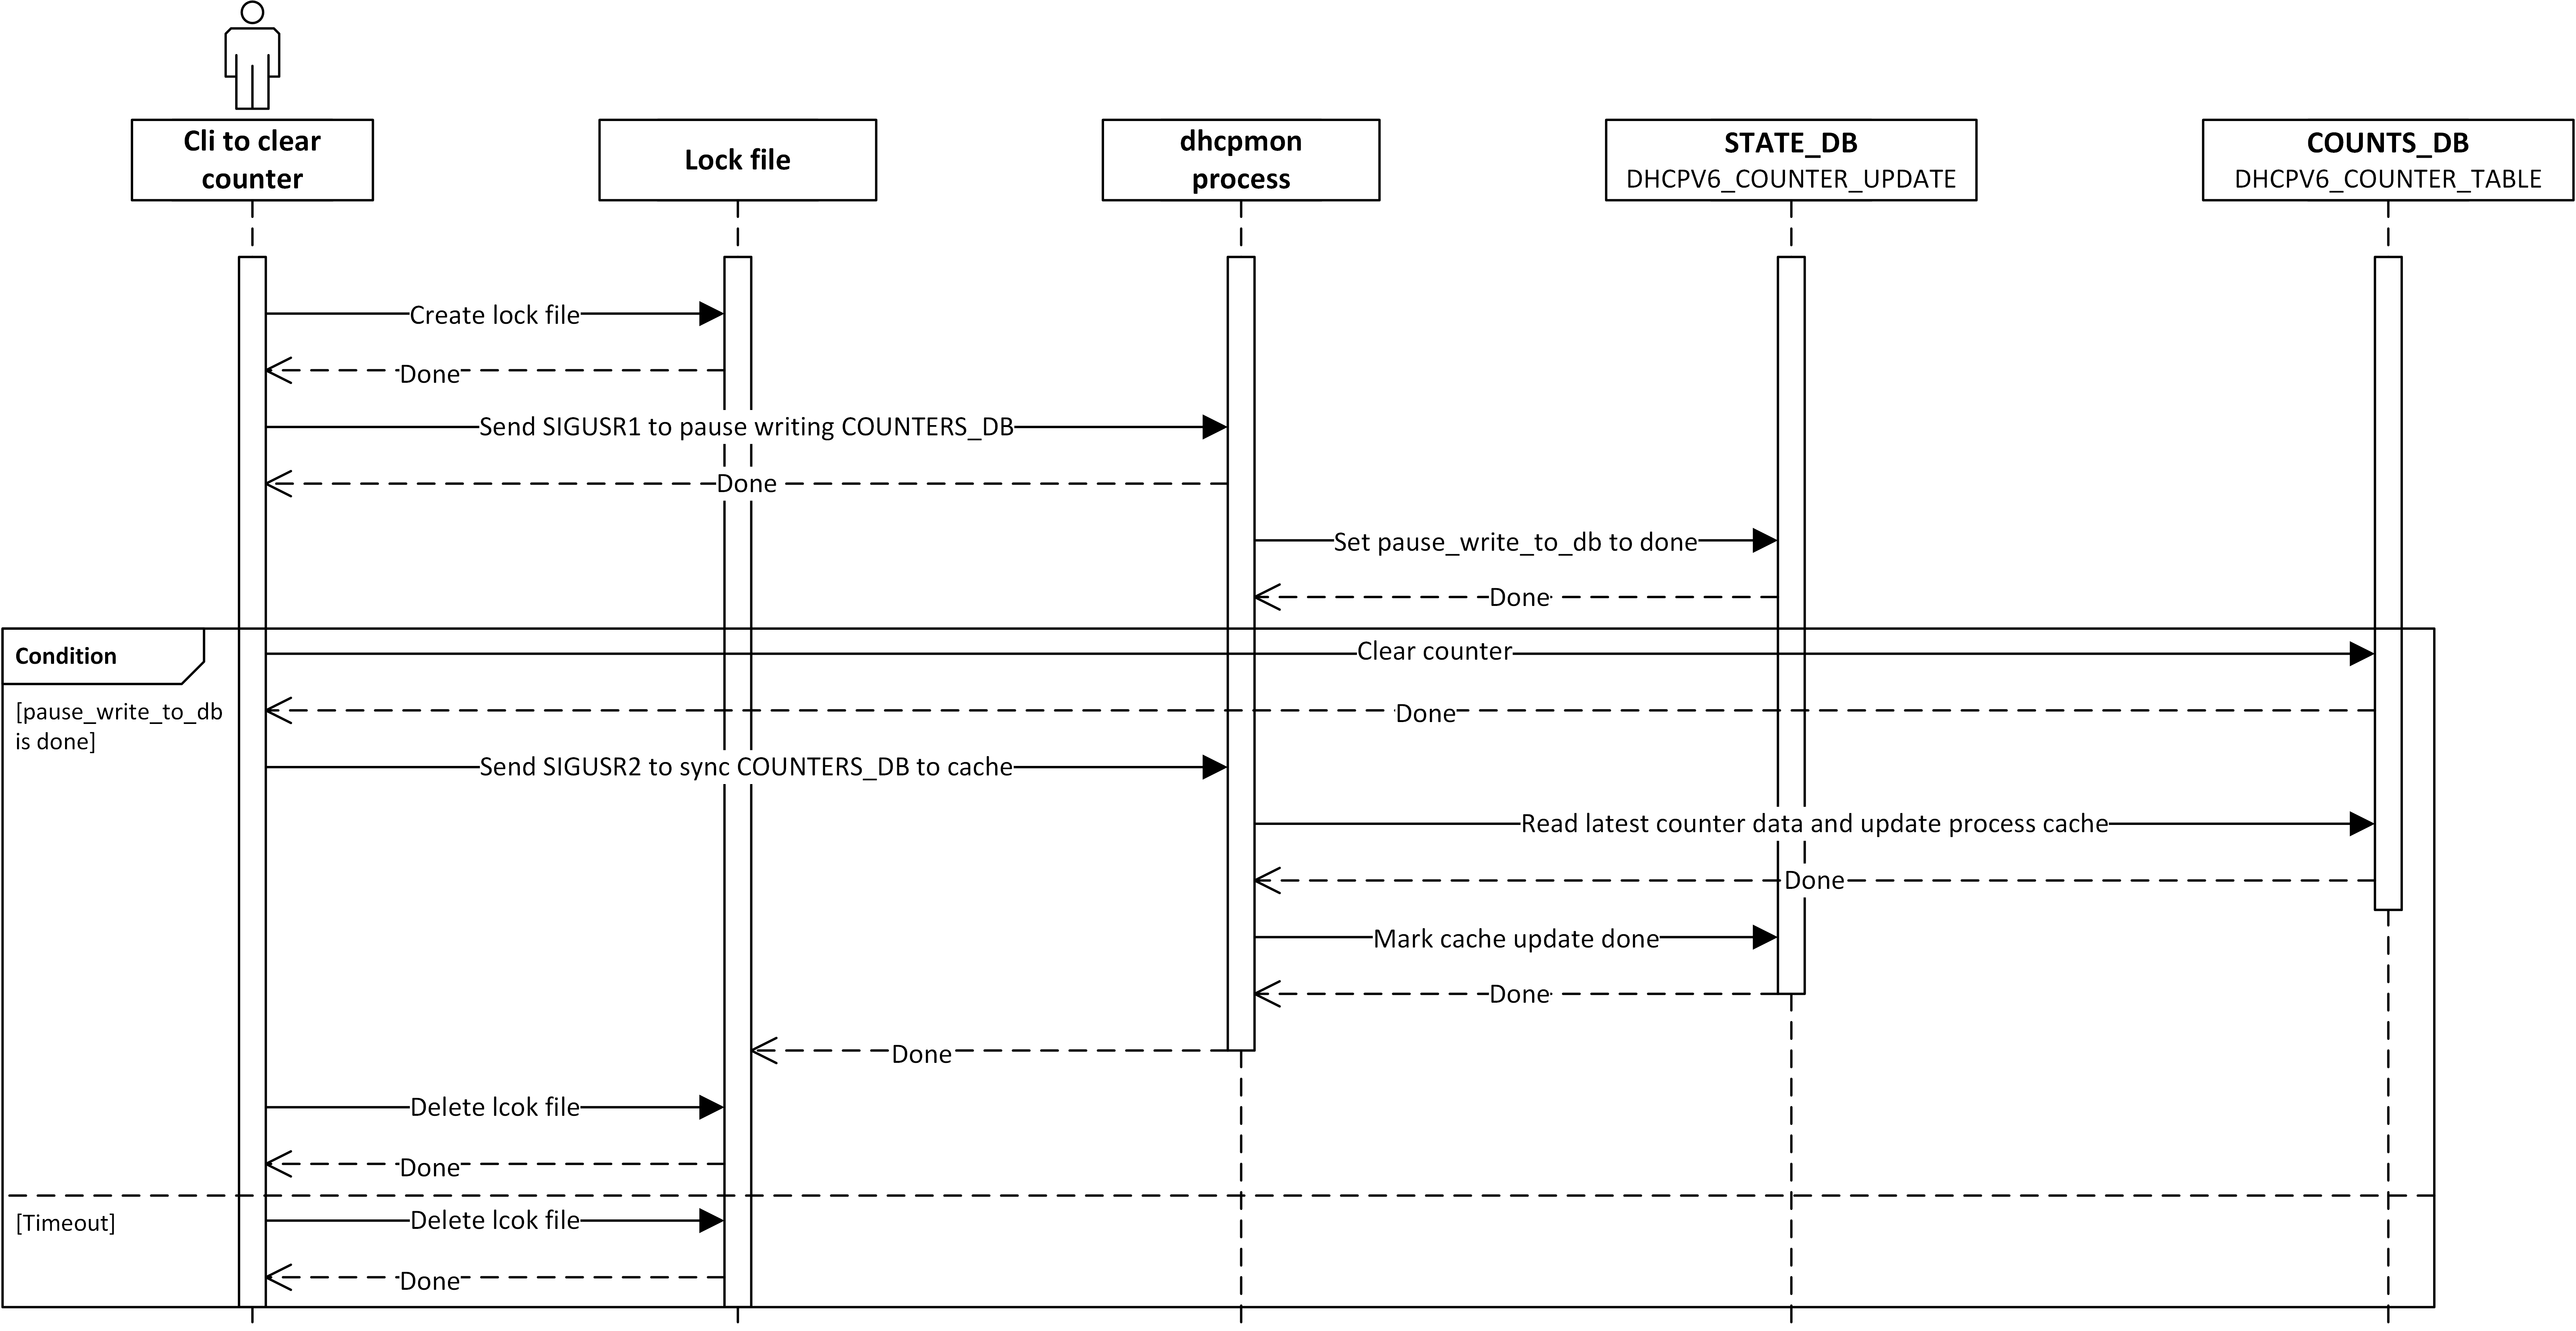 Cli to clear
counter
Lock file
dhcpmon
process
STATE_DB
DHCPV6_COUNTER_UPDATE
COUNTS_DB
DHCPV6_COUNTER_TABLE
Create lock file
Done
Send SIGUSR1 to pause writing COUNTERS_DB
Done
Set pause_write_to_db to done
Done
Condition
Clear counter
[pause_write_to_db
is done]
Done
Send SIGUSR2 to sync COUNTERS_DB to cache
Read latest counter data and update process cache
Done
Mark cache update done
Done
Done
Delete lcok file
Done
[Timeout]
Delete lcok file
Done